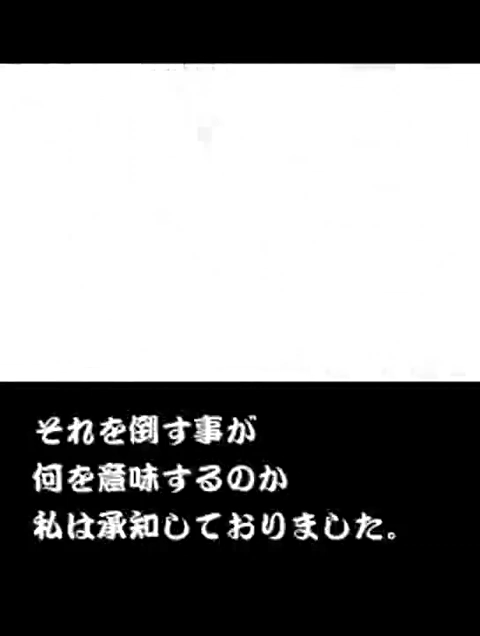 それを倒す事が
何を意味するのか
私は承知しておりました。